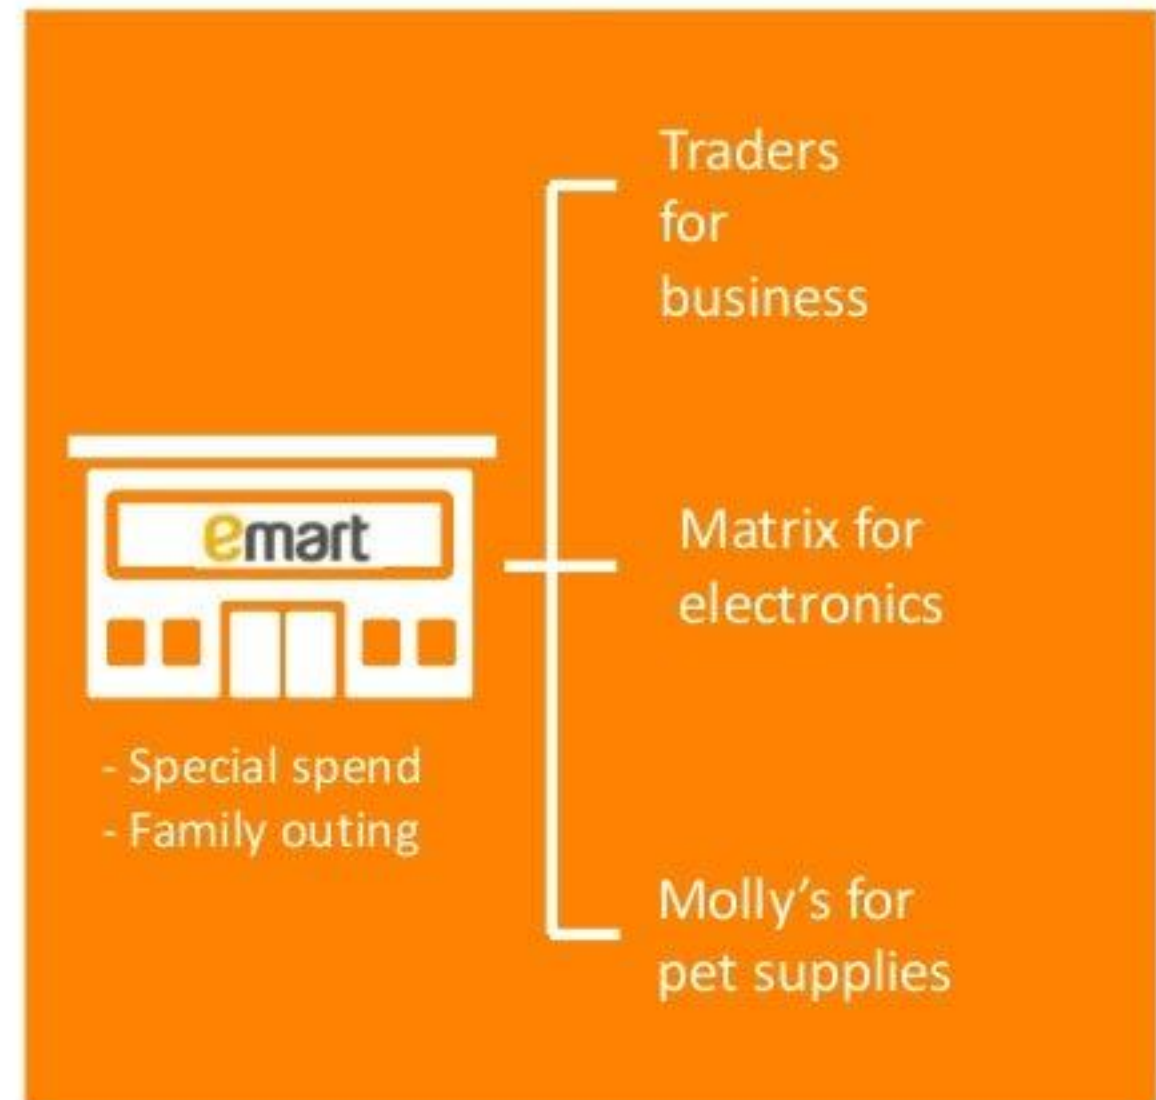 emart
- Special spend
- Family outing
Traders
for
business
Matrix for
electronics
Molly's for
pet supplies